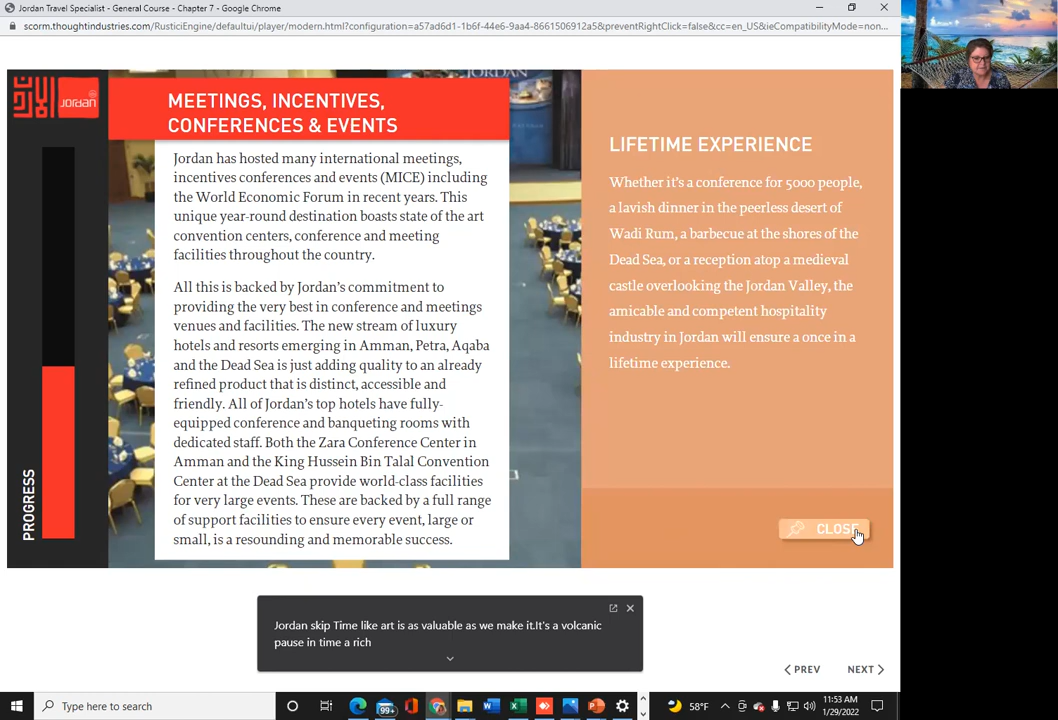 Jordan Travel Specialist - General Course - Chapter 7 - Google Chrome
scorm.thoughtindustries.com/RusticiEngine/defaultui/player/modern.html?configuration=a57ad6d1-1b6f-44e6-9aa4-8661506912a5&preventRightClick=false&cc=en_US&ieCompatibilityMode=non...
Jordan
JORDAN
MEETINGS, INCENTIVES,
CONFERENCES & EVENTS
Jordan has hosted many international meetings,
incentives conferences and events (MICE) including
the World Economic Forum in recent years. This
unique year-round destination boasts state of the art
convention centers, conference and meeting
facilities throughout the country.
All this is backed by Jordan's commitment to
providing the very best in conference and meetings
venues and facilities. The new stream of luxury
hotels and resorts emerging in Amman, Petra, Aqaba
and the Dead Sea is just adding quality to an already
refined product that is distinct, accessible and
friendly. All of Jordan's top hotels have fully-
equipped conference and banqueting rooms with
dedicated staff. Both the Zara Conference Center in
Amman and the King Hussein Bin Talal Convention
Center at the Dead Sea provide world-class facilities
for very large events. These are backed by a full range
of support facilities to ensure every event, large or
small, is a resounding and memorable success.
PROGRESS
LIFETIME EXPERIENCE
Whether it's a conference for 5000 people,
a lavish dinner in the peerless desert of
Wadi Rum, a barbecue at the shores of the
Dead Sea, or a reception atop a medieval
castle overlooking the Jordan Valley, the
amicable and competent hospitality
industry in Jordan will ensure a once in a
lifetime experience.
CLOSE
Jordan skip Time like art is as valuable as we make it.It's a volcanic
pause in time a rich
PREV
NEXT
Type here to search
99+
58°F
11:53 AM
1/29/2022